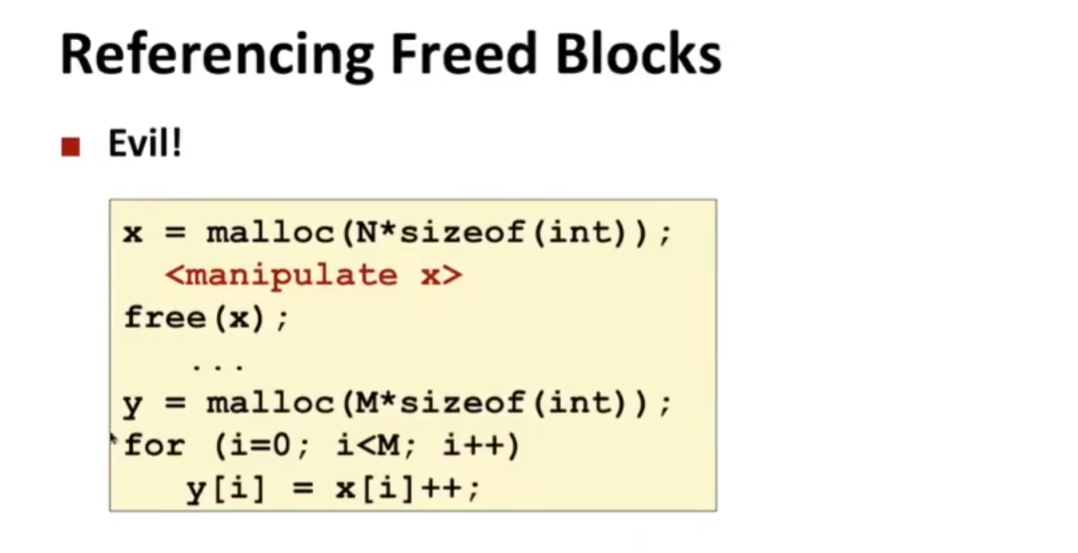 Referencing Freed Blocks
Evil!
x = malloc(N*sizeof(int));
<manipulate x>
free(x);
...
y = malloc(M*sizeof(int));
for (i=0; i<M; i++)
y[i] = x[i]++;